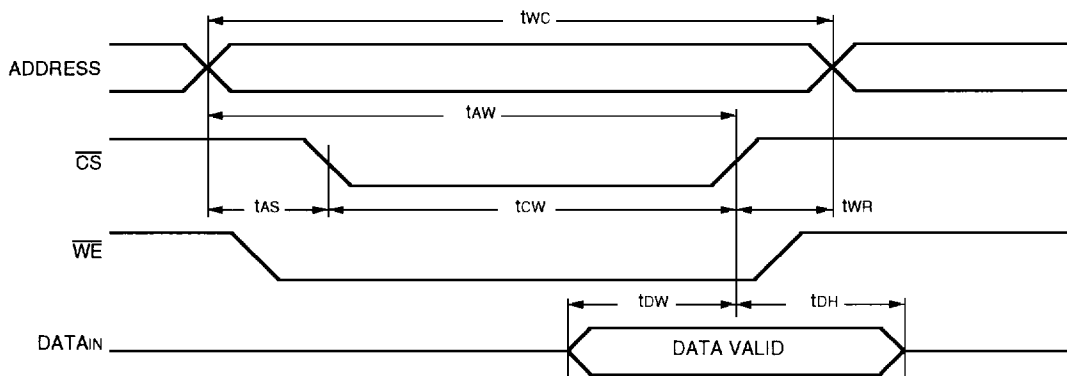 tWC
ADDRESS
tAW
CS
tAS tCW tWR
WE
tDW tDH
DATAIN DATA VALID